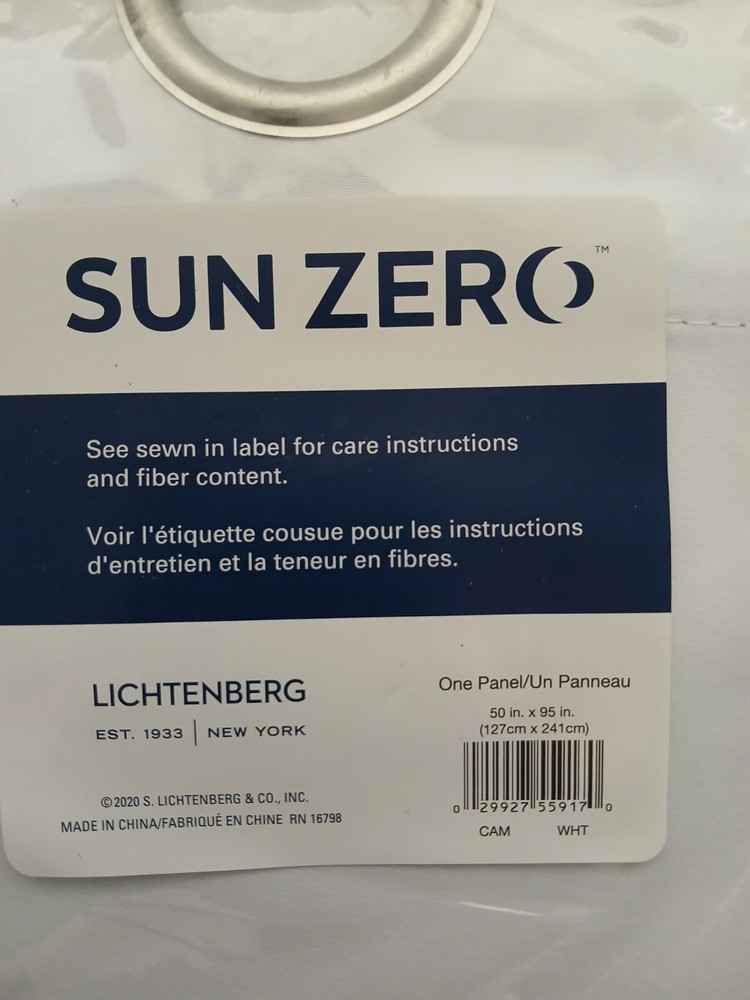 SUN ZERO™
See sewn in label for care instructions
and fiber content.
Voir l'étiquette cousue pour les instructions
d'entretien et la teneur en fibres.
LICHTENBERG
EST. 1933 | NEW YORK
©2020 S. LICHTENBERG & CO., INC.
MADE IN CHINA/FABRIQUÉ EN CHINE RN 16798
One Panel/Un Panneau
50 in. x 95 in.
(127cm x 241cm)
0 29927 55917 0
CAM WHT